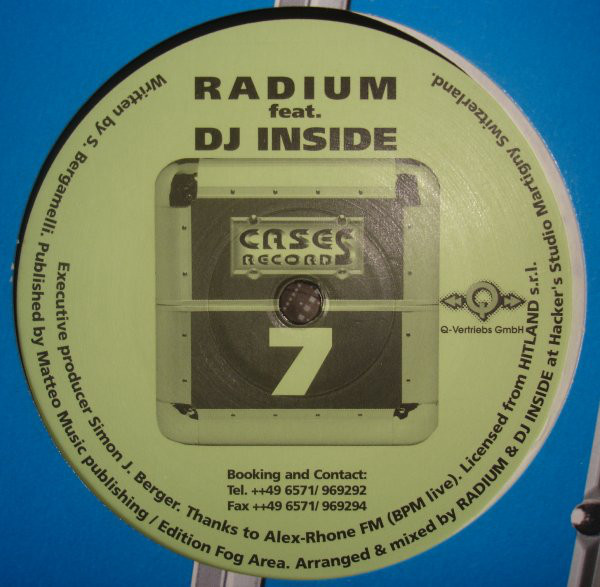 RADIUM
feat.
DJ INSIDE
CASES
RECORDS
Q
Q-Vertriebs GmbH
7
Booking and Contact:
Tel. ++49 6571/ 969292
Fax ++49 6571/ 969294
Executive producer Simon J. Berger. Thanks to Alex-Rhone FM (BPM live). Licensed from HITLAND s.r.l.
Written by S. Bergamelli. Published by Matteo Music publishing / Edition Fog Area. Arranged & mixed by RADIUM & DJ INSIDE at Hacker's Studio Martigny Switzerland.